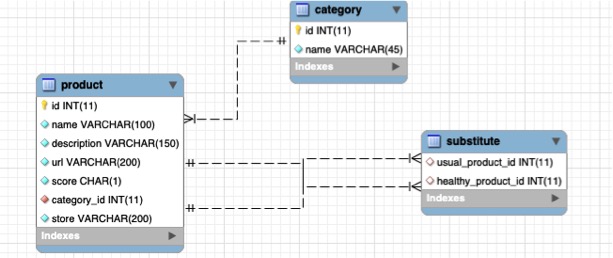 category
id INT(11)
name VARCHAR(45)
Indexes
product
id INT(11)
name VARCHAR(100)
description VARCHAR(150)
url VARCHAR(200)
score CHAR(1)
category_id INT(11)
store VARCHAR(200)
Indexes
substitute
usual_product_id INT(11)
healthy_product_id INT(11)
Indexes